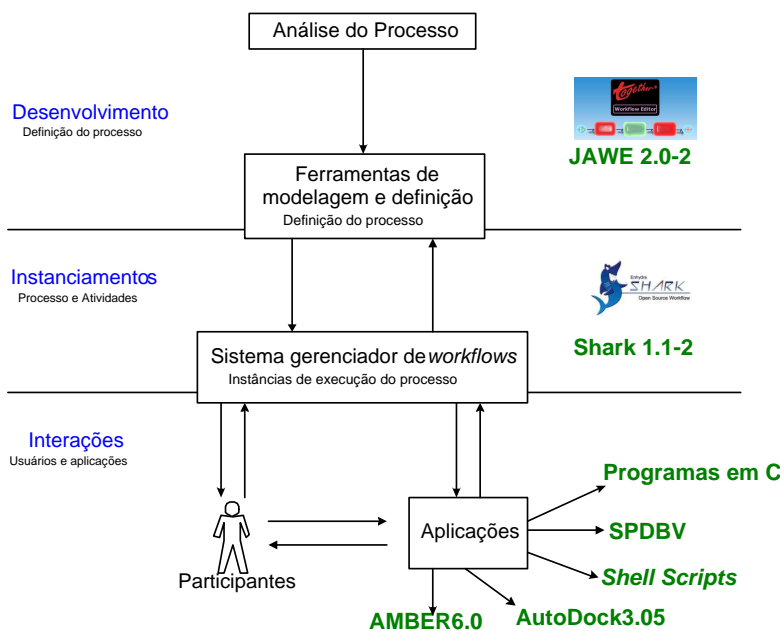 Análise do Processo
Desenvolvimento
Definição do processo
together
Workflow Editor
JAWE 2.0-2
Ferramentas de
modelagem e definição
Definição do processo
Instanciamentos
Processo e Atividades
Enhydra
SHARK
Open Source Workflow
Shark 1.1-2
Sistema gerenciador de workflows
Instâncias de execução do processo
Interações
Usuários e aplicações
Programas em C
Aplicações
SPDBV
Shell Scripts
Participantes
AMBER6.0
AutoDock3.05